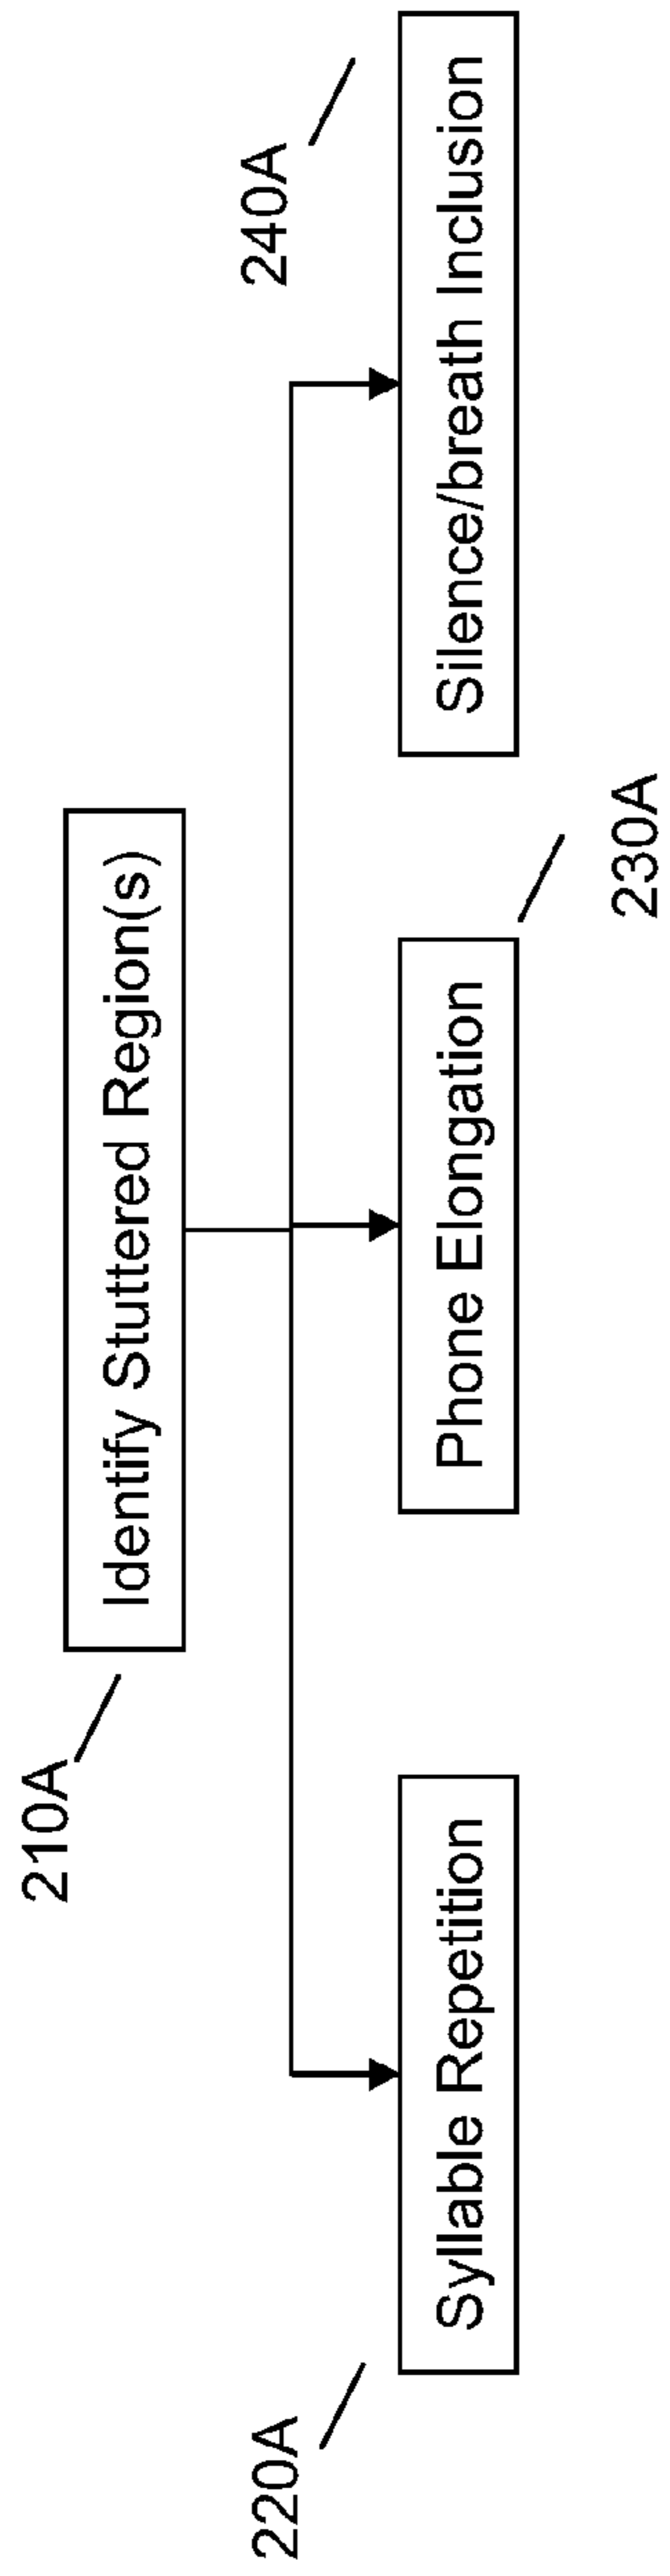 210A
Identify Stuttered Region(s)
220A
240A
Syllable Repetition
Phone Elongation
Silence/breath Inclusion
230A